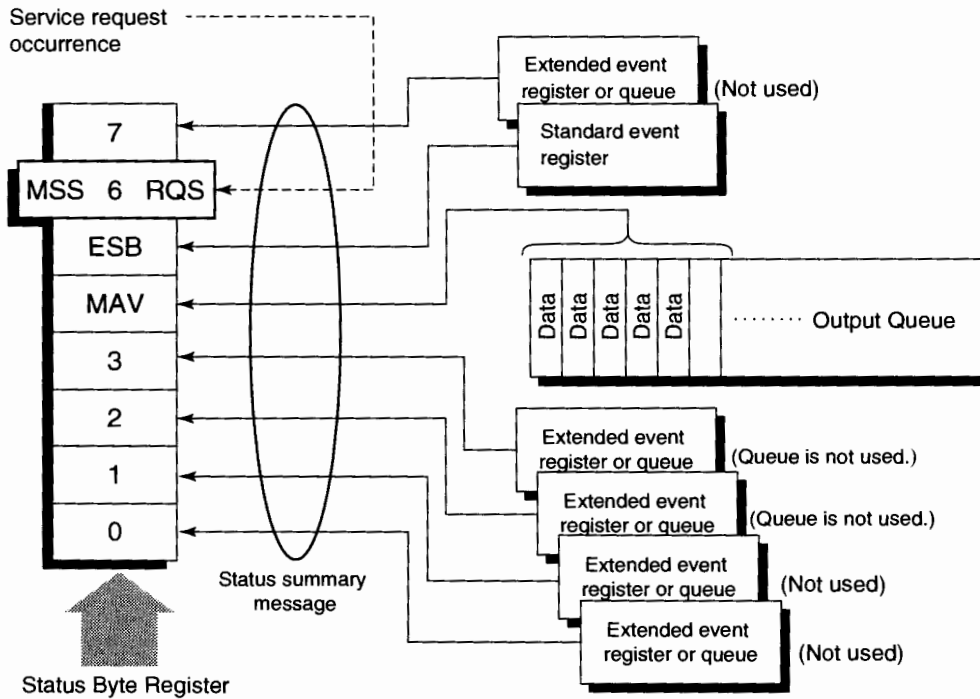 Service request
occurrence
Extended event
register or queue
(Not used)
Standard event
register
7
MSS 6 RQS
ESB
MAV
3
2
1
0
Data
Data
Data
Data
Data
········ Output Queue
Extended event
register or queue
(Queue is not used.)
Extended event
register or queue
(Queue is not used.)
Extended event
register or queue
(Not used)
Extended event
register or queue
(Not used)
Status summary
message
Status Byte Register